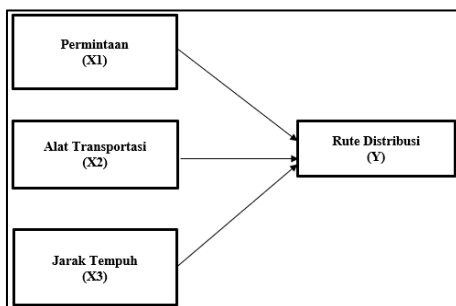 Permintaan
(X1)
Alat Transportasi
(X2)
Rute Distribusi
(Y)
Jarak Tempuh
(X3)